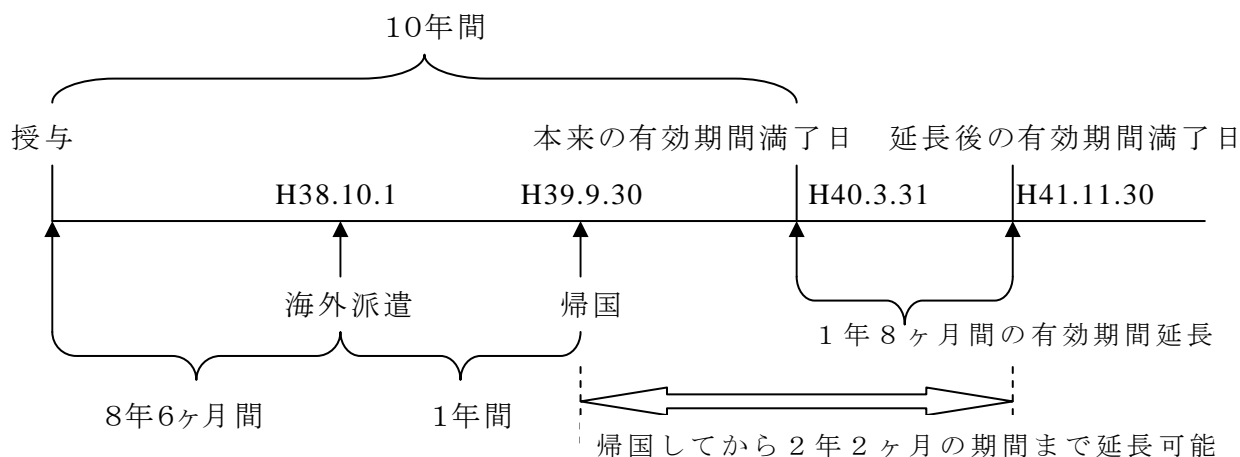 10年間
授与
本来の有効期間満了日 延長後の有効期間満了日
H38.10.1 H39.9.30 H40.3.31 H41.11.30
海外派遣 帰国
1年8ヶ月間の有効期間延長
8年6ヶ月間 1年間
帰国してから2年2ヶ月の期間まで延長可能